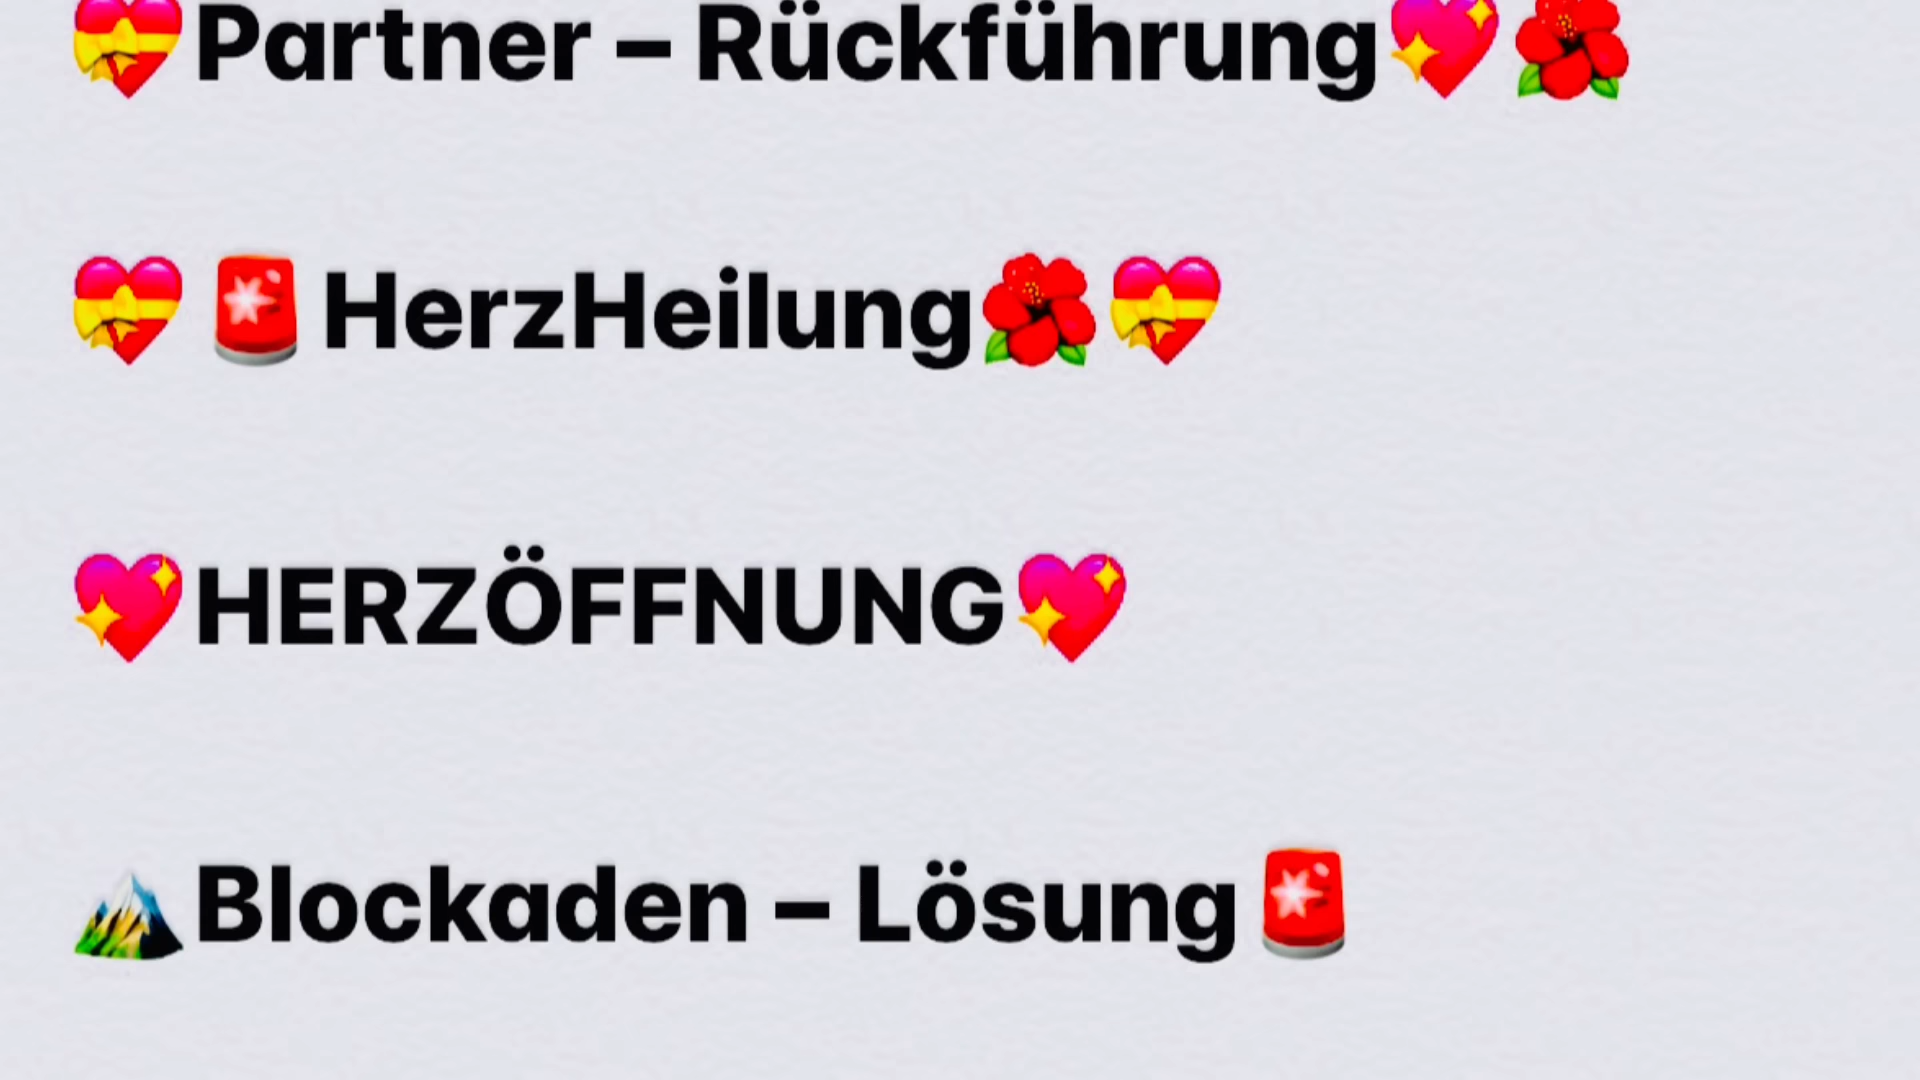 💝Partner – Rückführung💖🌺
💝🚨HerzHeilung🌺💝
💖HERZÖFFNUNG💖
🏔️Blockaden – Lösung🚨